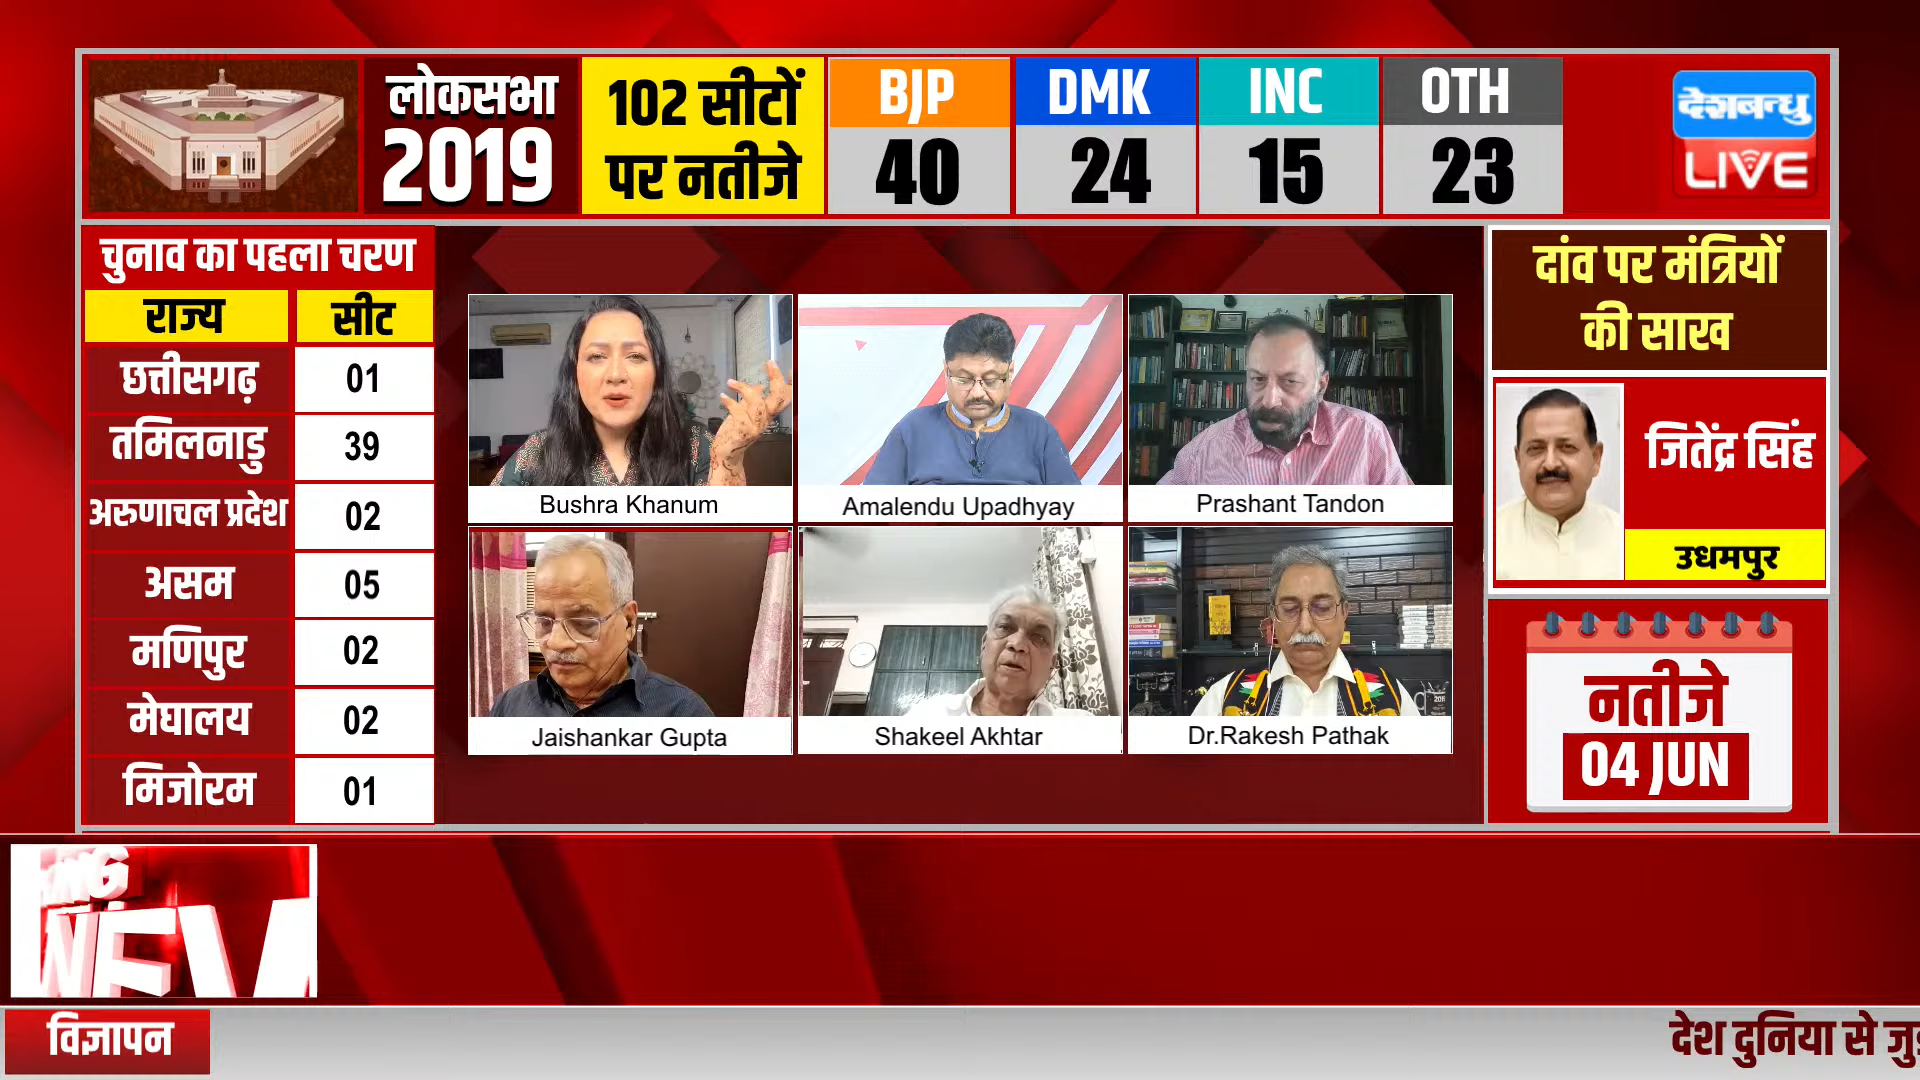 लोकसभा
2019
102 सीटों
पर नतीजे
BJP
40
DMK
24
INC
15
OTH
23
देशबन्धु
LIVE
चुनाव का पहला चरण
राज्य सीट
छत्तीसगढ़ 01
तमिलनाडु 39
अरुणाचल प्रदेश 02
असम 05
मणिपुर 02
मेघालय 02
मिजोरम 01
Bushra Khanum
Amalendu Upadhyay
Prashant Tandon
Jaishankar Gupta
Shakeel Akhtar
Dr.Rakesh Pathak
दांव पर मंत्रियों
की साख
जितेंद्र सिंह
उधमपुर
नतीजे
04 JUN
विज्ञापन
देश दुनिया से